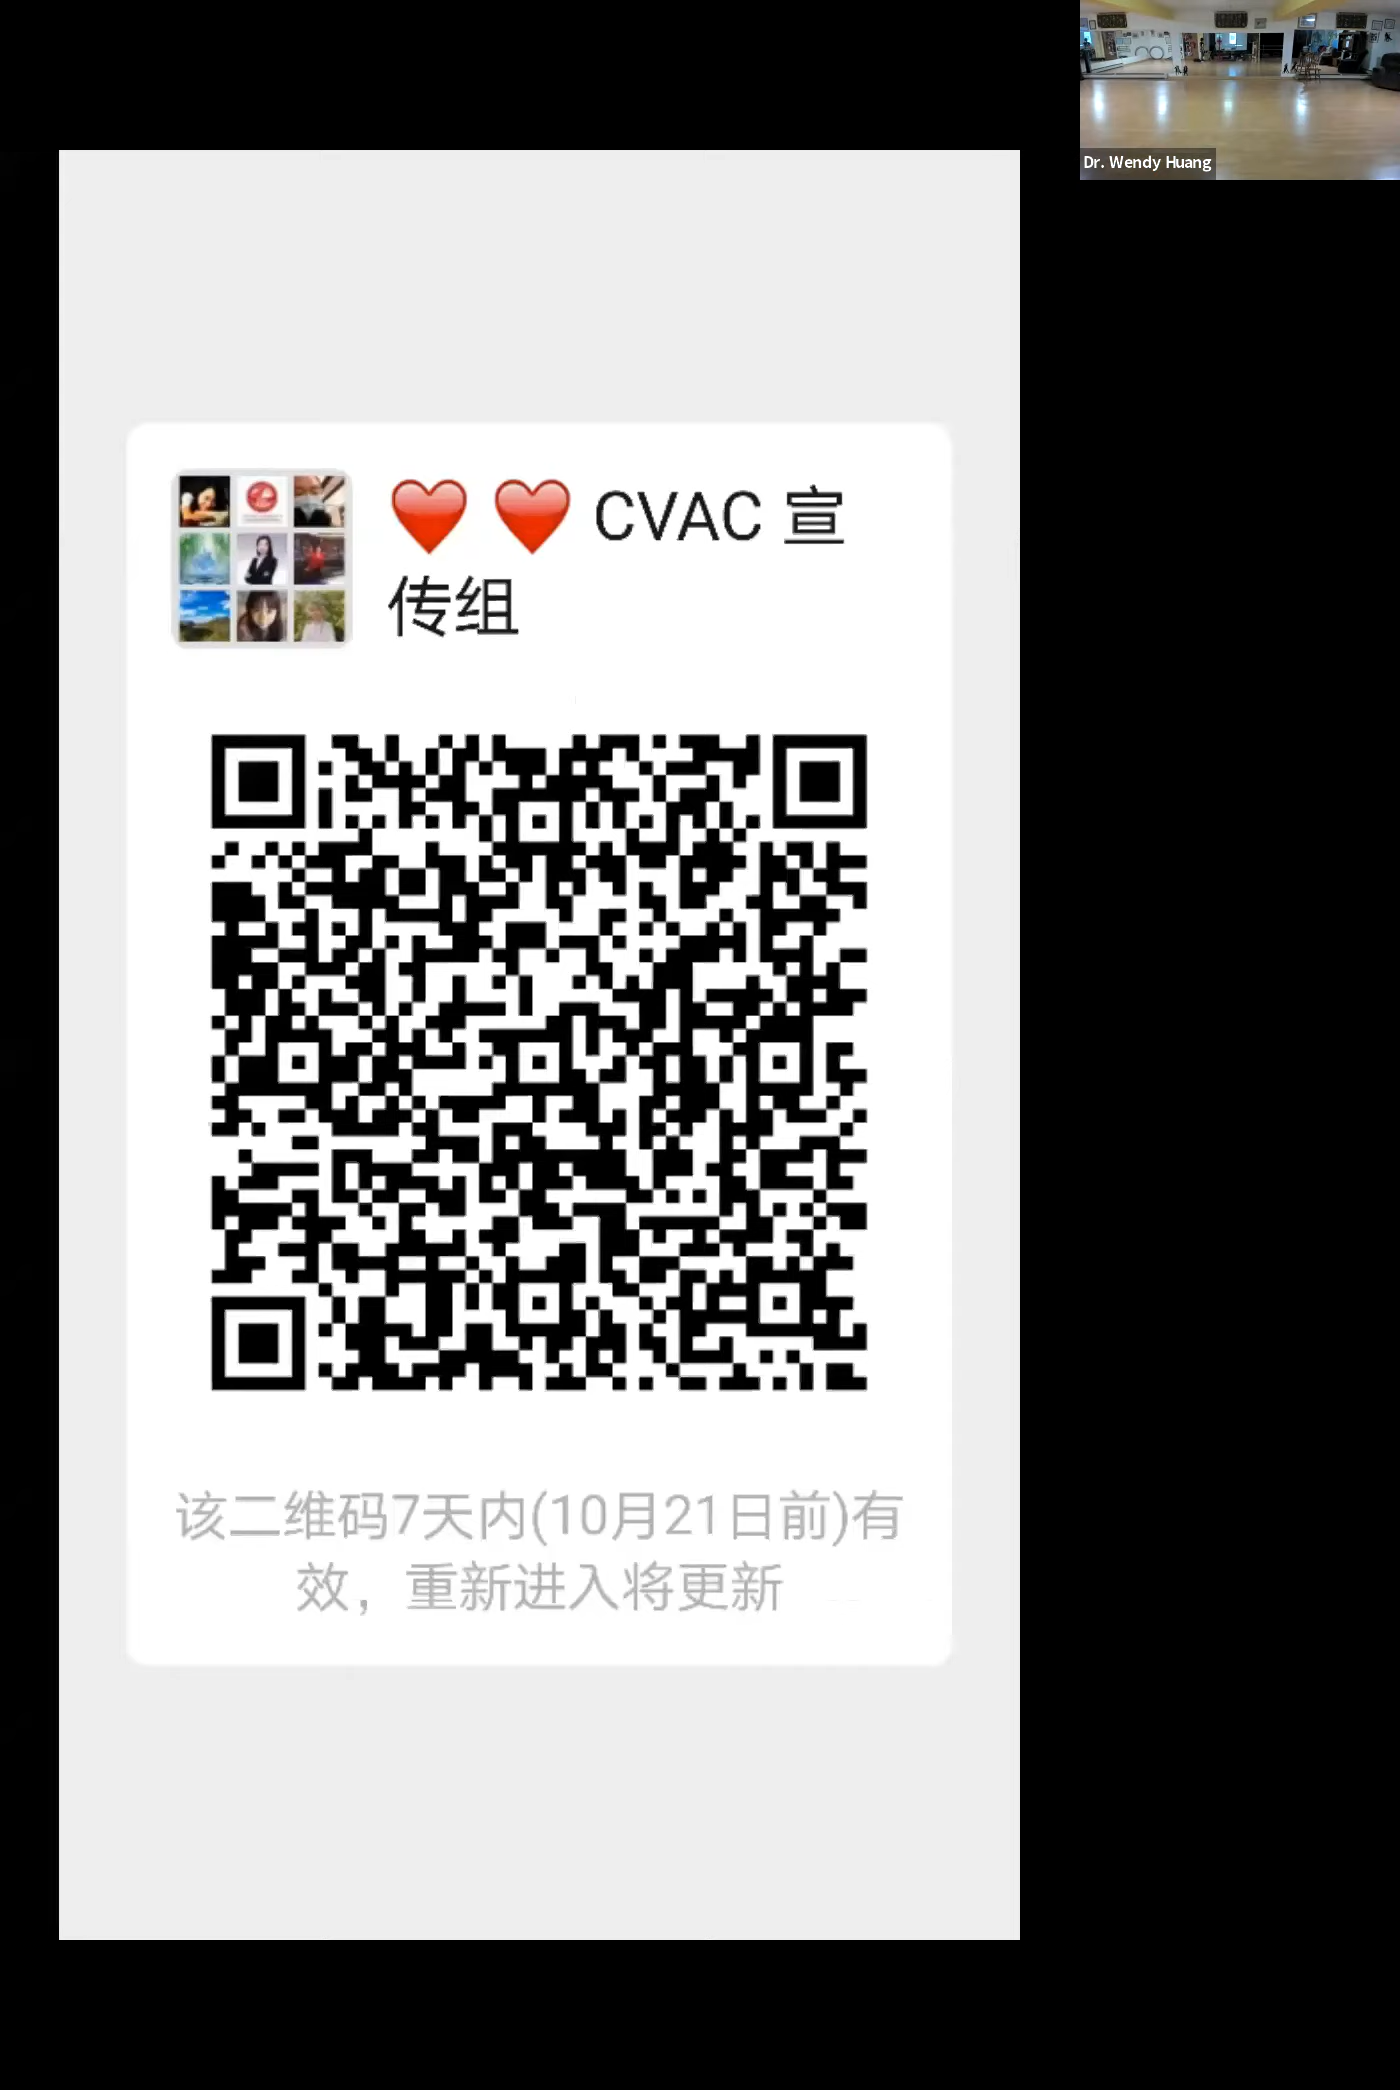 Dr. Wendy Huang
❤️ ❤️ CVAC 宣
传组
该二维码7天内(10月21日前)有
效，重新进入将更新